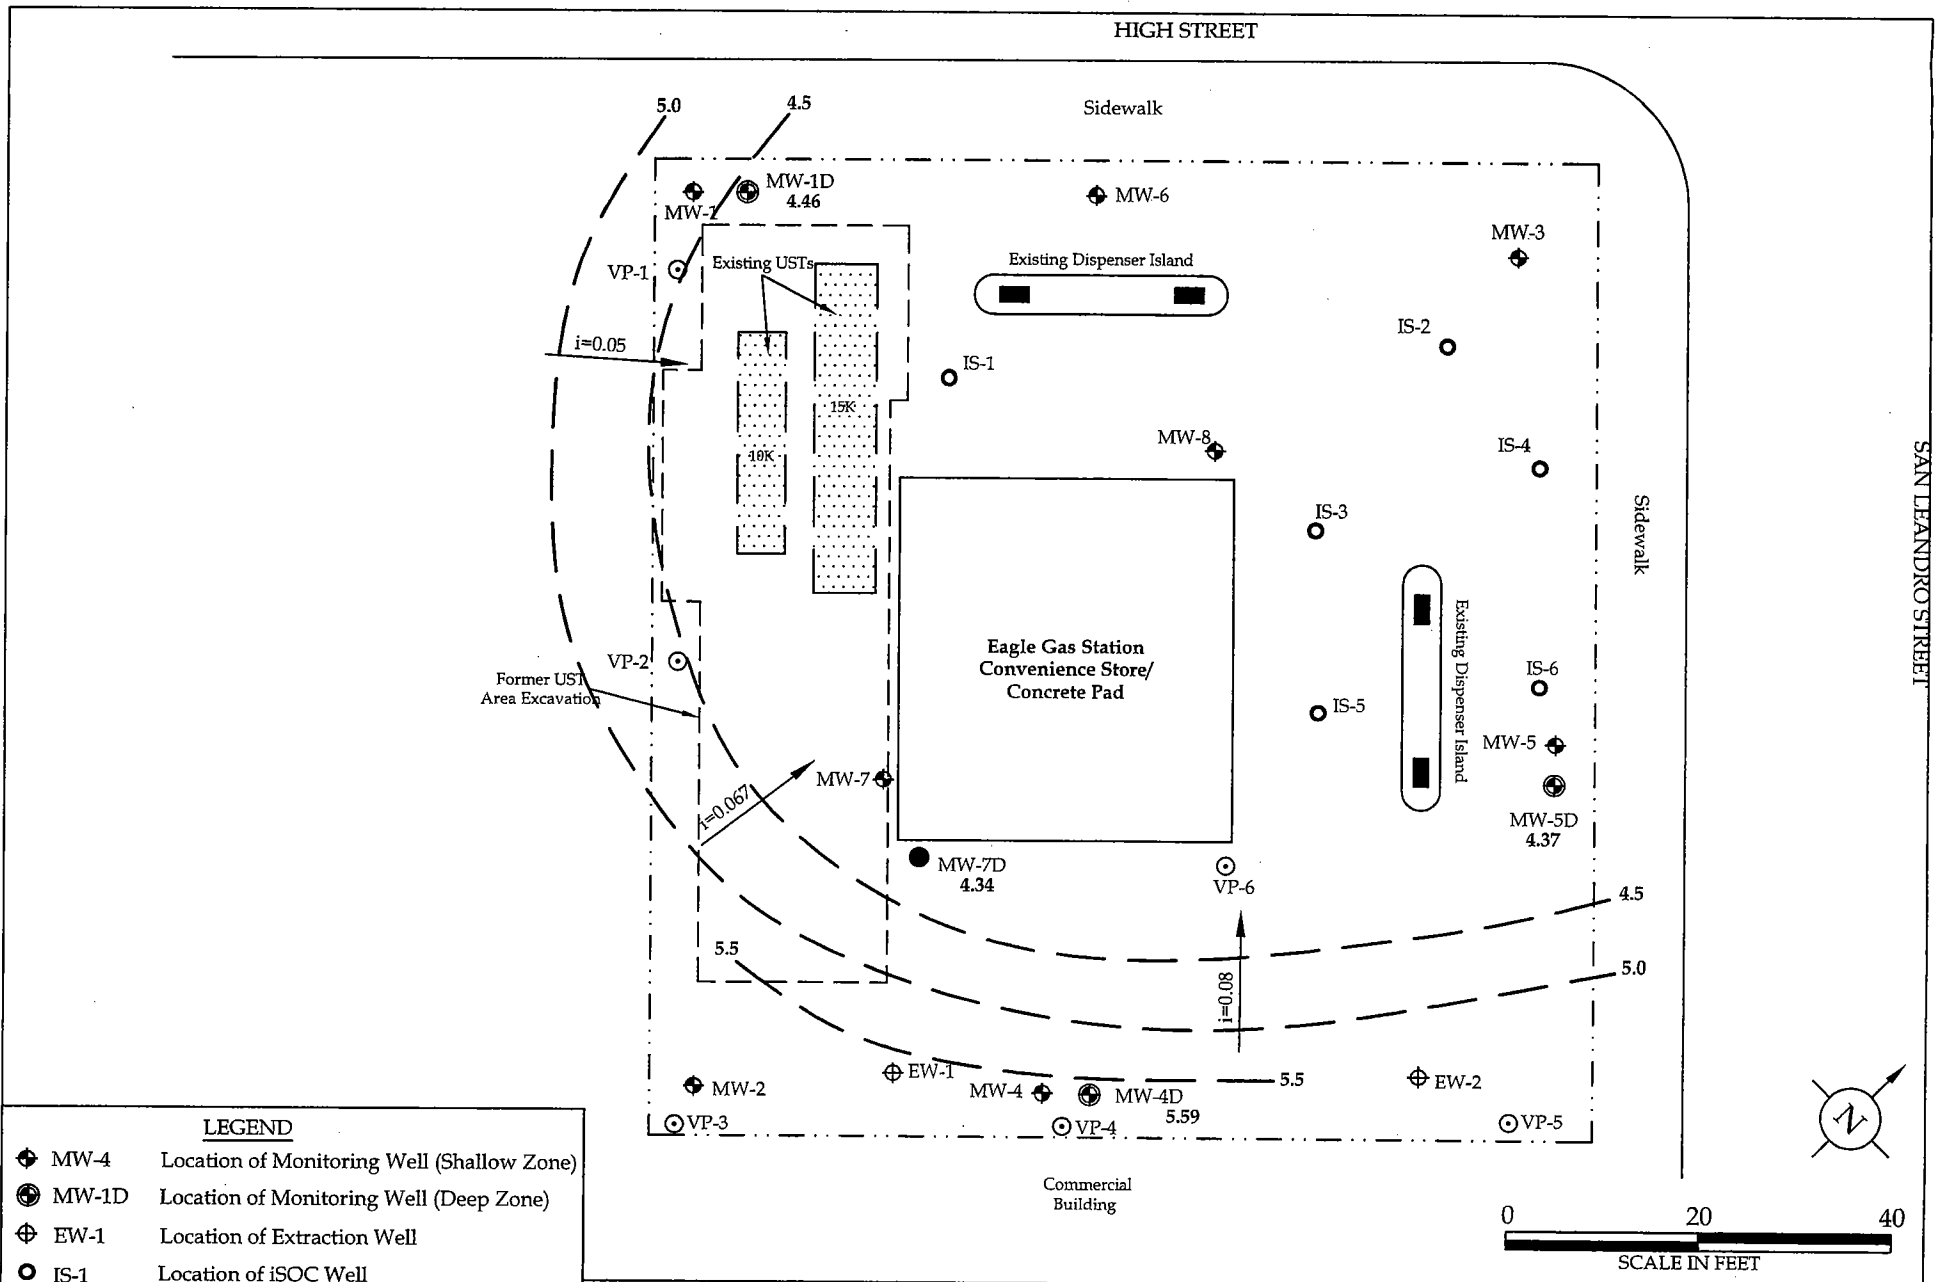 HIGH STREET
5.0
4.5
Sidewalk
MW-1
MW-1D
4.46
MW-6
MW-3
VP-1
Existing USTs
Existing Dispenser Island
i=0.05
IS-1
IS-2
15K
10K
MW-8
IS-4
IS-3
SAN LEANDRO STREET
Sidewalk
Eagle Gas Station
Convenience Store/
Concrete Pad
Existing Dispenser Island
VP-2
Former UST
Area Excavation
IS-6
IS-5
MW-5
MW-5D
4.37
MW-7
i=0.067
MW-7D
4.34
VP-6
4.5
5.5
5.0
i=0.08
MW-2
EW-1
MW-4
MW-4D
5.59
5.5
EW-2
VP-3
VP-4
VP-5
N
Commercial
Building
0 20 40
SCALE IN FEET
LEGEND
MW-4 Location of Monitoring Well (Shallow Zone)
MW-1D Location of Monitoring Well (Deep Zone)
EW-1 Location of Extraction Well
IS-1 Location of iSOC Well